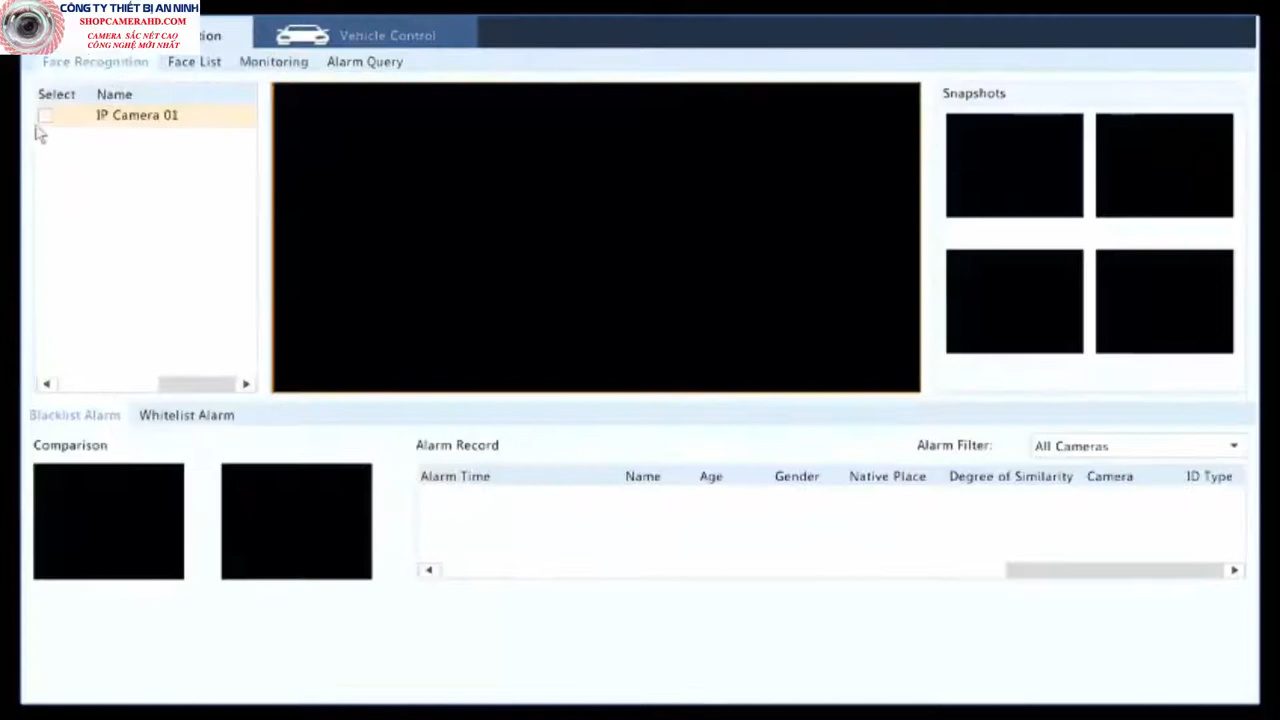 CÔNG TY THIẾT BỊ AN NINH
SHOPCAMERAHD.COM
CAMERA SẮC NÉT CAO
CÔNG NGHỆ MỚI NHẤT
Vehicle Control
Face Recognition Face List Monitoring Alarm Query
Select Name
IP Camera 01
Snapshots
Blacklist Alarm Whitelist Alarm
Comparison
Alarm Record
Alarm Filter: All Cameras
Alarm Time Name Age Gender Native Place Degree of Similarity Camera ID Type